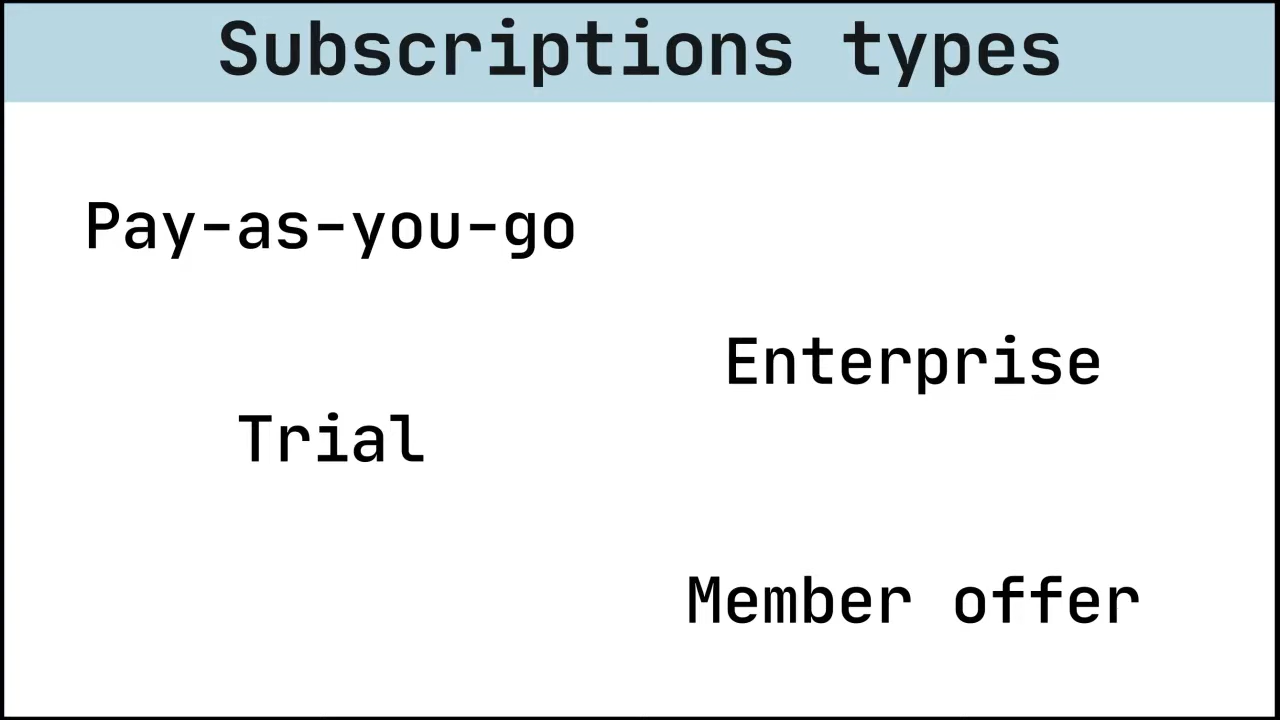 Subscriptions types
Pay-as-you-go
Enterprise
Trial
Member offer